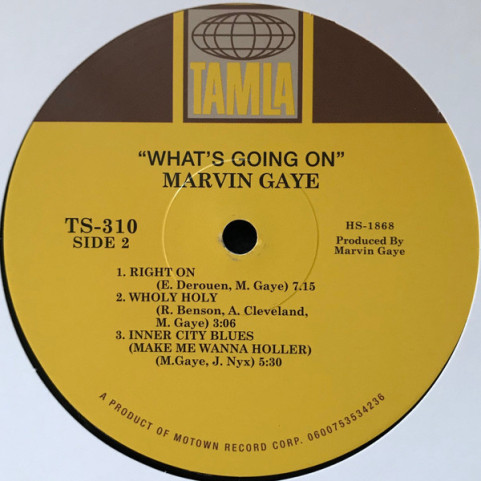 TAMLA
"WHAT'S GOING ON"
MARVIN GAYE
TS-310
SIDE 2
HS-1868
Produced By
Marvin Gaye
1. RIGHT ON
(E. Derouen, M. Gaye) 7.15
2. WHOLY HOLY
(R. Benson, A. Cleveland,
M. Gaye) 3:06
3. INNER CITY BLUES
(MAKE ME WANNA HOLLER)
(M.Gaye, J. Nyx) 5:30
A PRODUCT OF MOTOWN RECORD CORP. 0600753534236